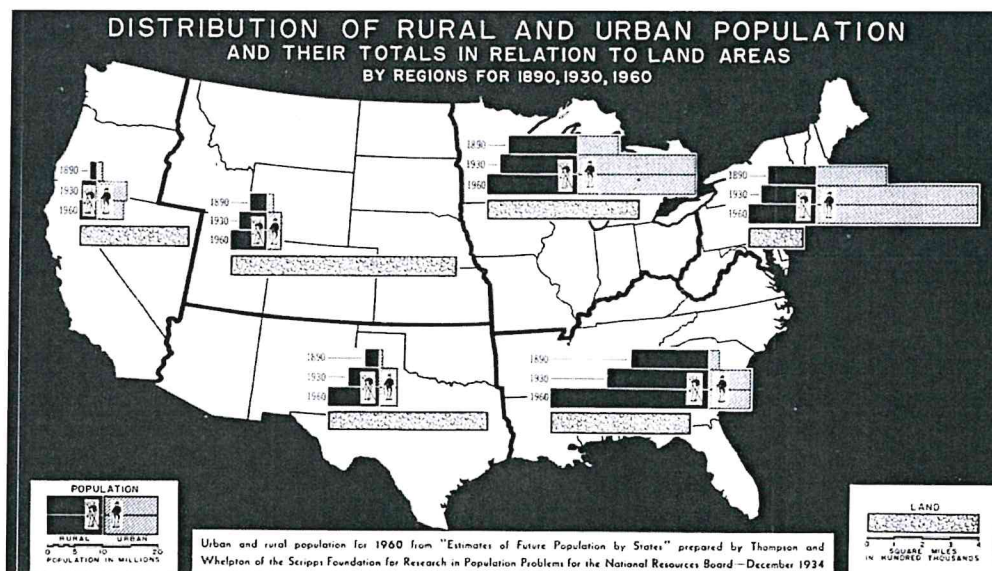 DISTRIBUTION OF RURAL AND URBAN POPULATION
AND THEIR TOTALS IN RELATION TO LAND AREAS
BY REGIONS FOR 1890, 1930, 1960
1890
1930
1960
1890
1930
1960
1890
1930
1960
1890
1930
1960
1890
1930
1960
1890
1930
1960
POPULATION
RURAL URBAN
0 10 20
POPULATION IN MILLIONS
Urban and rural population for 1960 from "Estimates of Future Population by States" prepared by Thompson and
Whelpton of the Scripps Foundation for Research in Population Problems for the National Resources Board—December 1934
LAND
0 1 2 3 4
SQUARE MILES
IN HUNDRED THOUSANDS